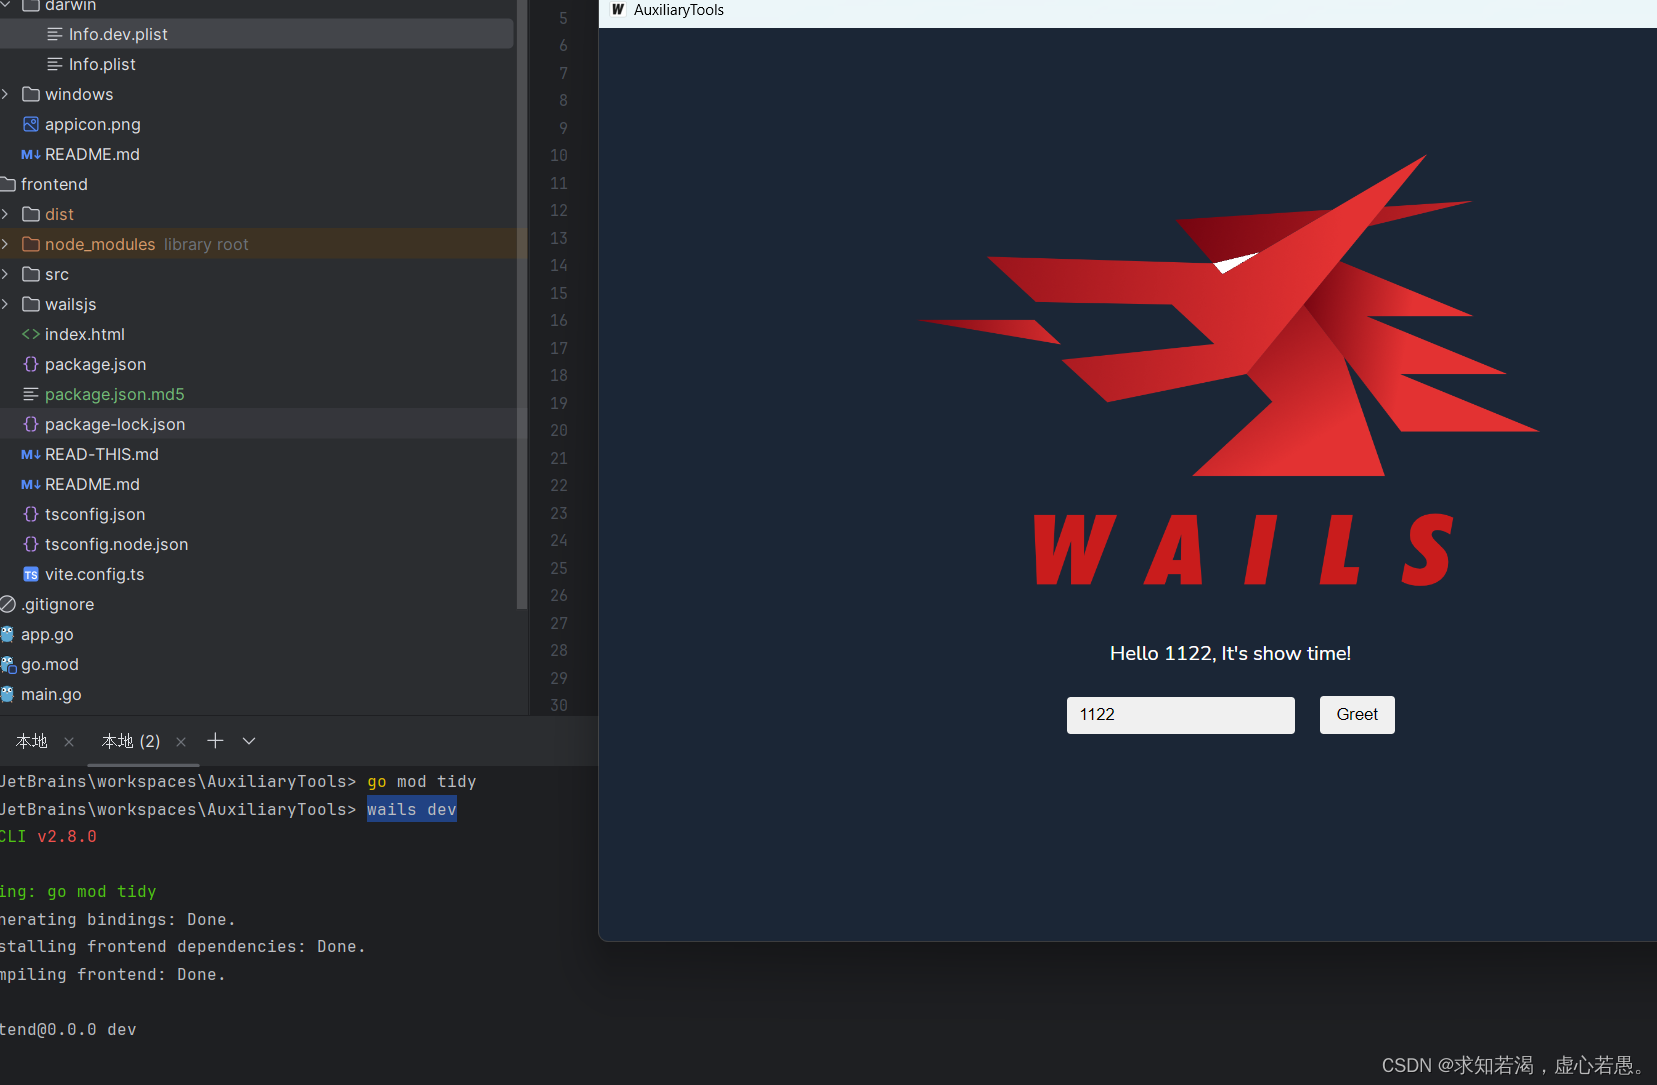 darwin
Info.dev.plist
Info.plist
windows
appicon.png
M↓ README.md
frontend
dist
node_modules library root
src
wailsjs
<> index.html
{} package.json
package.json.md5
{} package-lock.json
M↓ READ-THIS.md
M↓ README.md
{} tsconfig.json
{} tsconfig.node.json
TS vite.config.ts
.gitignore
app.go
go.mod
main.go
5
6
7
8
9
10
11
12
13
14
15
16
17
18
19
20
21
22
23
24
25
26
27
28
29
30
W AuxiliaryTools
WAILS
Hello 1122, It's show time!
1122 Greet
本地 × 本地 (2) ×
JetBrains\workspaces\AuxiliaryTools> go mod tidy
JetBrains\workspaces\AuxiliaryTools> wails dev
CLI v2.8.0
ing: go mod tidy
nerating bindings: Done.
stalling frontend dependencies: Done.
mpiling frontend: Done.
tend@0.0.0 dev
CSDN @求知若渴，虚心若愚。